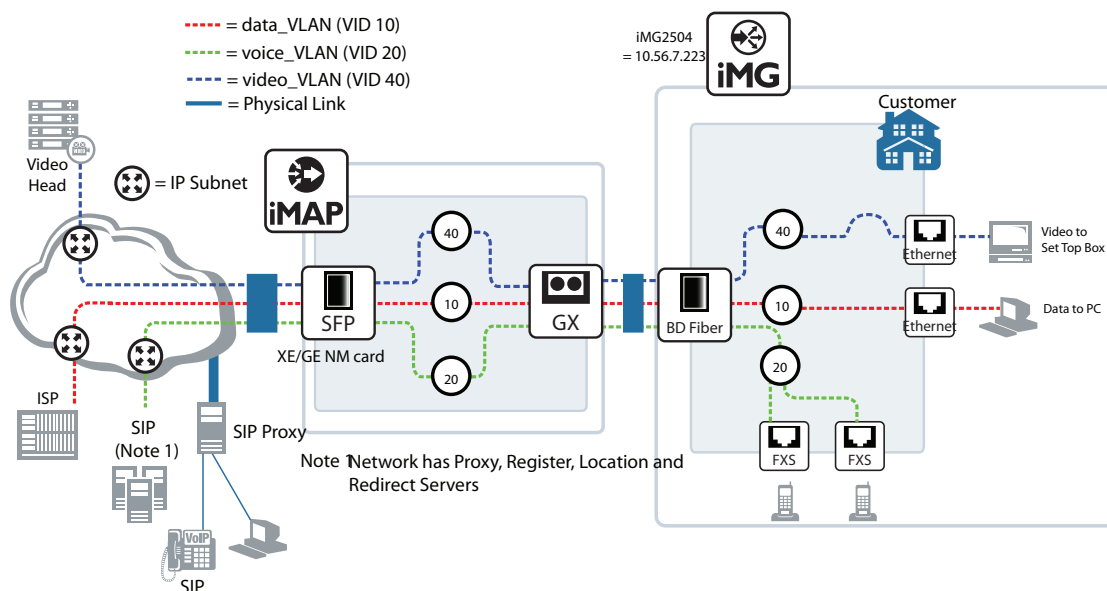 = data_VLAN (VID 10)
= voice_VLAN (VID 20)
= video_VLAN (VID 40)
= Physical Link
iMG2504
= 10.56.7.223
iMG
Customer
Video
Head
= IP Subnet
iMAP
40
10
20
SFP
XE/GE NM card
GX
BD Fiber
40
10
20
Ethernet
Video to
Set Top Box
Ethernet
Data to PC
FXS
FXS
ISP
SIP
(Note 1)
SIP Proxy
Note 1 Network has Proxy, Register, Location and
Redirect Servers
VoIP
SIP